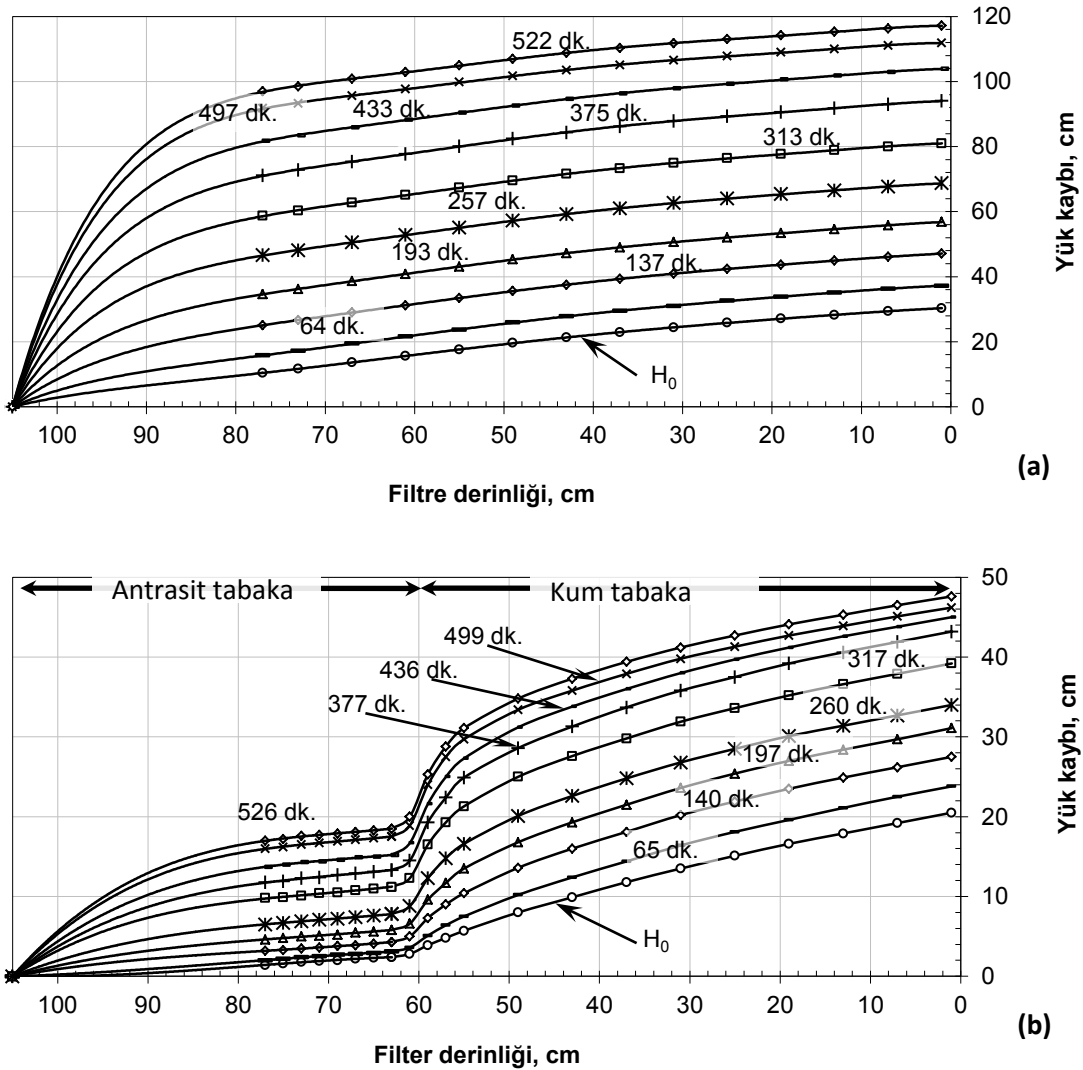 120
522 dk.
100
497 dk.
433 dk.
375 dk.
80
313 dk.
257 dk.
60
193 dk.
137 dk.
40
64 dk.
20
H0
0
100 90 80 70 60 50 40 30 20 10 0
Yük kaybı, cm
(a)
Filtre derinliği, cm
50
Antrasit tabaka
Kum tabaka
499 dk.
436 dk.
40
317 dk.
377 dk.
260 dk.
30
197 dk.
526 dk.
140 dk.
20
65 dk.
10
H0
0
100 90 80 70 60 50 40 30 20 10 0
Yük kaybı, cm
(b)
Filter derinliği, cm